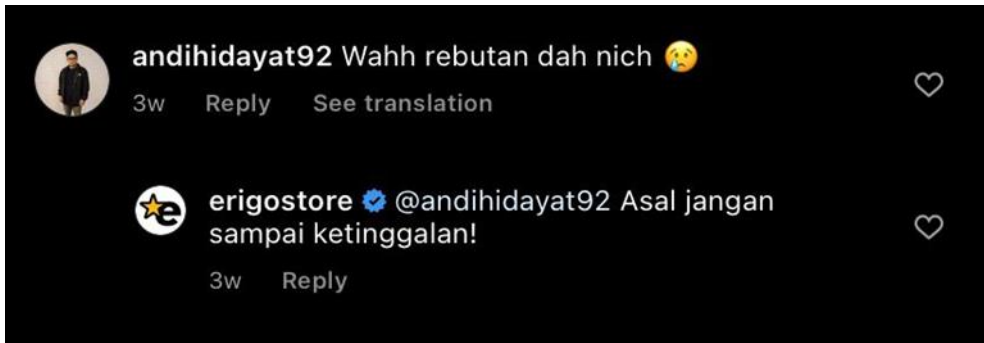 andihidayat92 Wahh rebutan dah nich 😢
3w Reply See translation
erigostore @andihidayat92 Asal jangan
sampai ketinggalan!
3w Reply